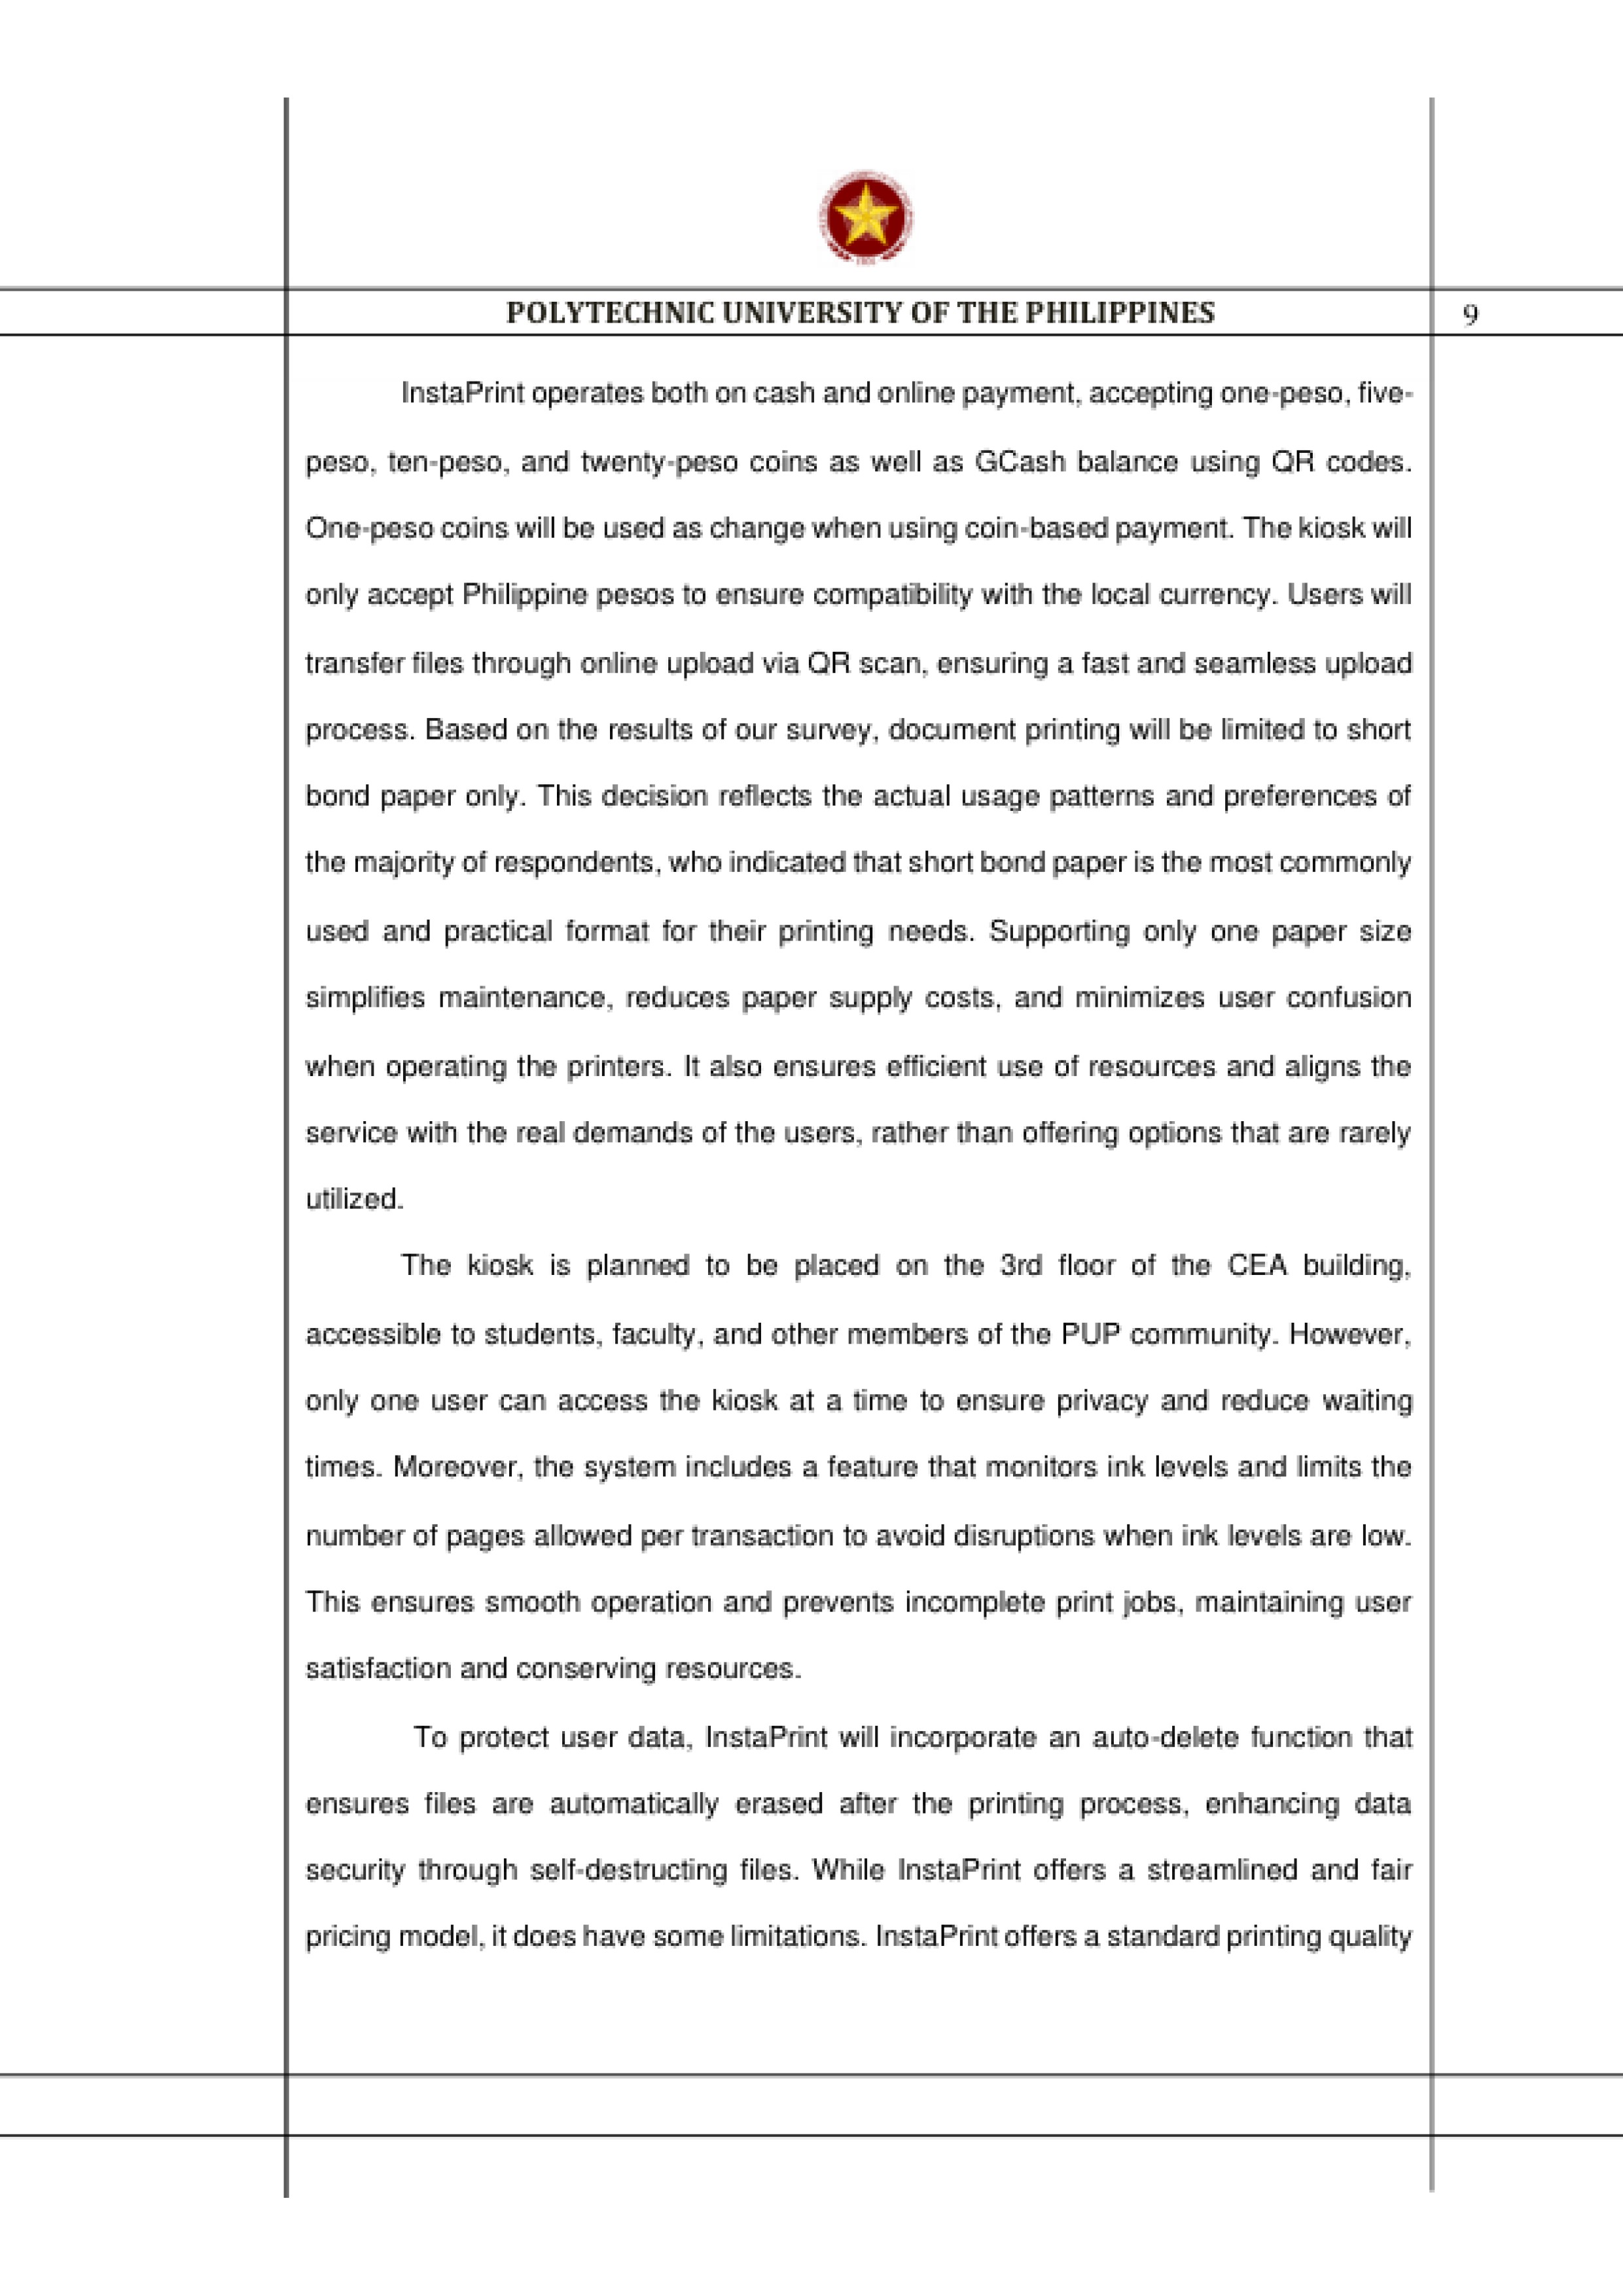 POLYTECHNIC UNIVERSITY OF THE PHILIPPINES
9
InstaPrint operates both on cash and online payment, accepting one-peso, five-
peso, ten-peso, and twenty-peso coins as well as GCash balance using QR codes.
One-peso coins will be used as change when using coin-based payment. The kiosk will
only accept Philippine pesos to ensure compatibility with the local currency. Users will
transfer files through online upload via QR scan, ensuring a fast and seamless upload
process. Based on the results of our survey, document printing will be limited to short
bond paper only. This decision reflects the actual usage patterns and preferences of
the majority of respondents, who indicated that short bond paper is the most commonly
used and practical format for their printing needs. Supporting only one paper size
simplifies maintenance, reduces paper supply costs, and minimizes user confusion
when operating the printers. It also ensures efficient use of resources and aligns the
service with the real demands of the users, rather than offering options that are rarely
utilized.
The kiosk is planned to be placed on the 3rd floor of the CEA building,
accessible to students, faculty, and other members of the PUP community. However,
only one user can access the kiosk at a time to ensure privacy and reduce waiting
times. Moreover, the system includes a feature that monitors ink levels and limits the
number of pages allowed per transaction to avoid disruptions when ink levels are low.
This ensures smooth operation and prevents incomplete print jobs, maintaining user
satisfaction and conserving resources.
To protect user data, InstaPrint will incorporate an auto-delete function that
ensures files are automatically erased after the printing process, enhancing data
security through self-destructing files. While InstaPrint offers a streamlined and fair
pricing model, it does have some limitations. InstaPrint offers a standard printing quality